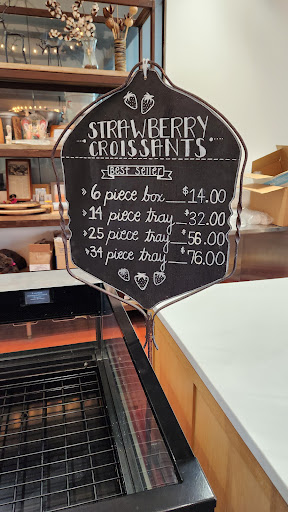 STRAWBERRY
CROISSANTS
BEST SELLER
6 piece box $14.00
14 piece tray $32.00
25 piece tray $56.00
34 piece tray $76.00